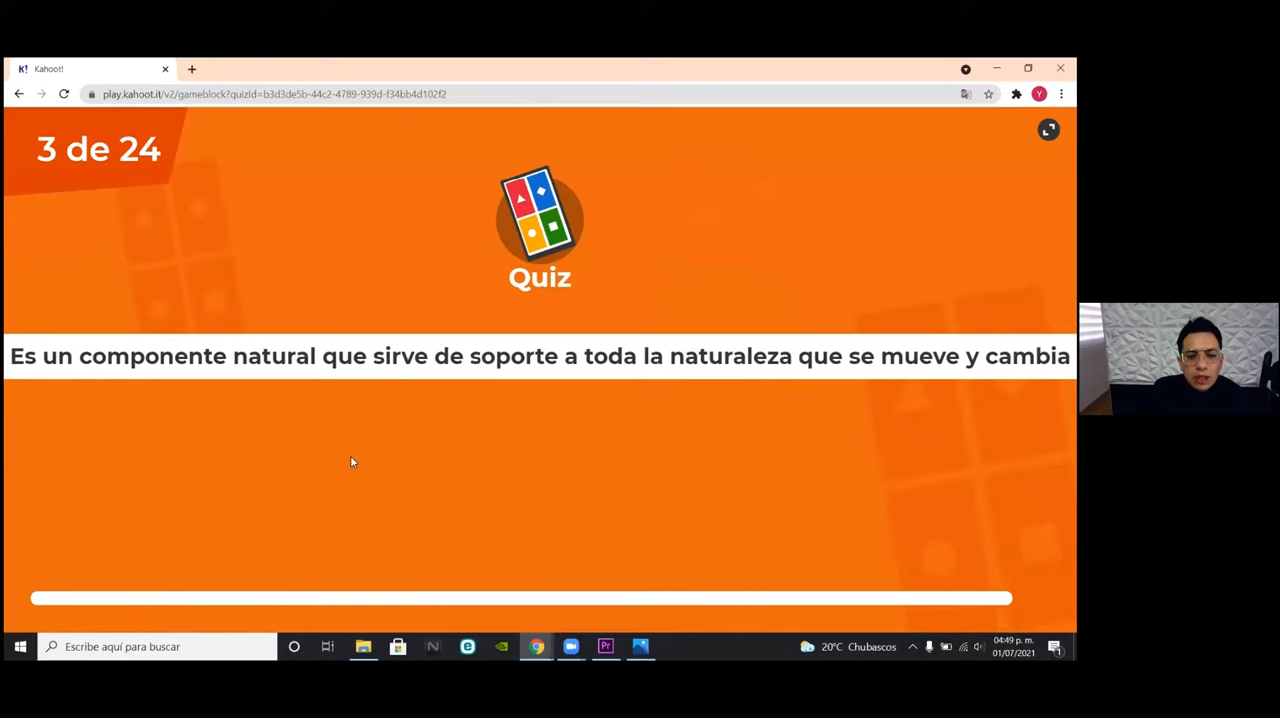 Kahoot!
play.kahoot.it/v2/gameblock?quizId=b3d3de5b-44c2-4789-939d-f34bb4d102f2
Y
3 de 24
Quiz
Es un componente natural que sirve de soporte a toda la naturaleza que se mueve y cambia
Escribe aquí para buscar
N
e
Pr
20°C Chubascos
04:49 p. m.
01/07/2021
1